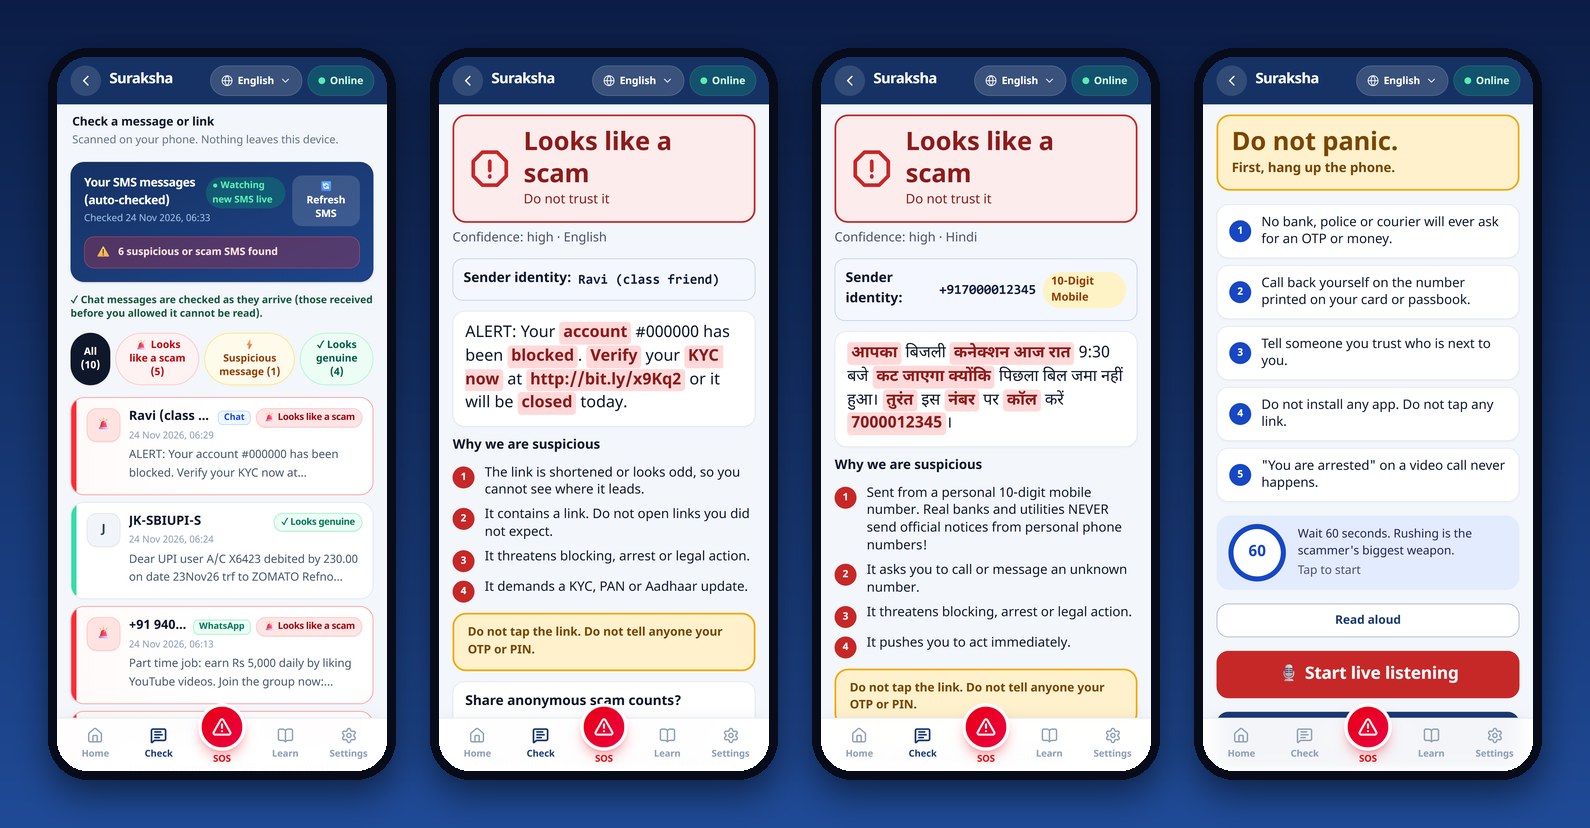 Suraksha
English
Online
Check a message or link
Scanned on your phone. Nothing leaves this device.
Your SMS messages
(auto-checked)
● Watching
new SMS live
Refresh
SMS
Checked 24 Nov 2026, 06:33
6 suspicious or scam SMS found
✓ Chat messages are checked as they arrive (those received
before you allowed it cannot be read).
All
(10)
Looks
like a scam
(5)
Suspicious
message (1)
✓ Looks
genuine
(4)
Ravi (class ...
Chat
Looks like a scam
24 Nov 2026, 06:29
ALERT: Your account #000000 has been
blocked. Verify your KYC now at...
J
JK-SBIUPI-S
✓ Looks genuine
24 Nov 2026, 06:24
Dear UPI user A/C X6423 debited by 230.00
on date 23Nov26 trf to ZOMATO Refno...
+91 940...
WhatsApp
Looks like a scam
24 Nov 2026, 06:13
Part time job: earn Rs 5,000 daily by liking
YouTube videos. Join the group now:...
Home
Check
SOS
Learn
Settings
Suraksha
English
Online
Looks like a
scam
Do not trust it
Confidence: high · English
Sender identity: Ravi (class friend)
ALERT: Your account #000000 has
been blocked. Verify your KYC
now at http://bit.ly/x9Kq2 or it
will be closed today.
Why we are suspicious
1 The link is shortened or looks odd, so you
cannot see where it leads.
2 It contains a link. Do not open links you did
not expect.
3 It threatens blocking, arrest or legal action.
4 It demands a KYC, PAN or Aadhaar update.
Do not tap the link. Do not tell anyone your
OTP or PIN.
Share anonymous scam counts?
Home
Check
SOS
Learn
Settings
Suraksha
English
Online
Looks like a
scam
Do not trust it
Confidence: high · Hindi
Sender
identity:
+917000012345
10-Digit
Mobile
आपका बिजली कनेक्शन आज रात 9:30
बजे कट जाएगा क्योंकि पिछला बिल जमा नहीं
हुआ। तुरंत इस नंबर पर कॉल करें
7000012345।
Why we are suspicious
1 Sent from a personal 10-digit mobile
number. Real banks and utilities NEVER
send official notices from personal phone
numbers!
2 It asks you to call or message an unknown
number.
3 It threatens blocking, arrest or legal action.
4 It pushes you to act immediately.
Do not tap the link. Do not tell anyone your
OTP or PIN.
Home
Check
SOS
Learn
Settings
Suraksha
English
Online
Do not panic.
First, hang up the phone.
1 No bank, police or courier will ever ask
for an OTP or money.
2 Call back yourself on the number
printed on your card or passbook.
3 Tell someone you trust who is next to
you.
4 Do not install any app. Do not tap any
link.
5 "You are arrested" on a video call never
happens.
60
Wait 60 seconds. Rushing is the
scammer's biggest weapon.
Tap to start
Read aloud
Start live listening
Home
Check
SOS
Learn
Settings